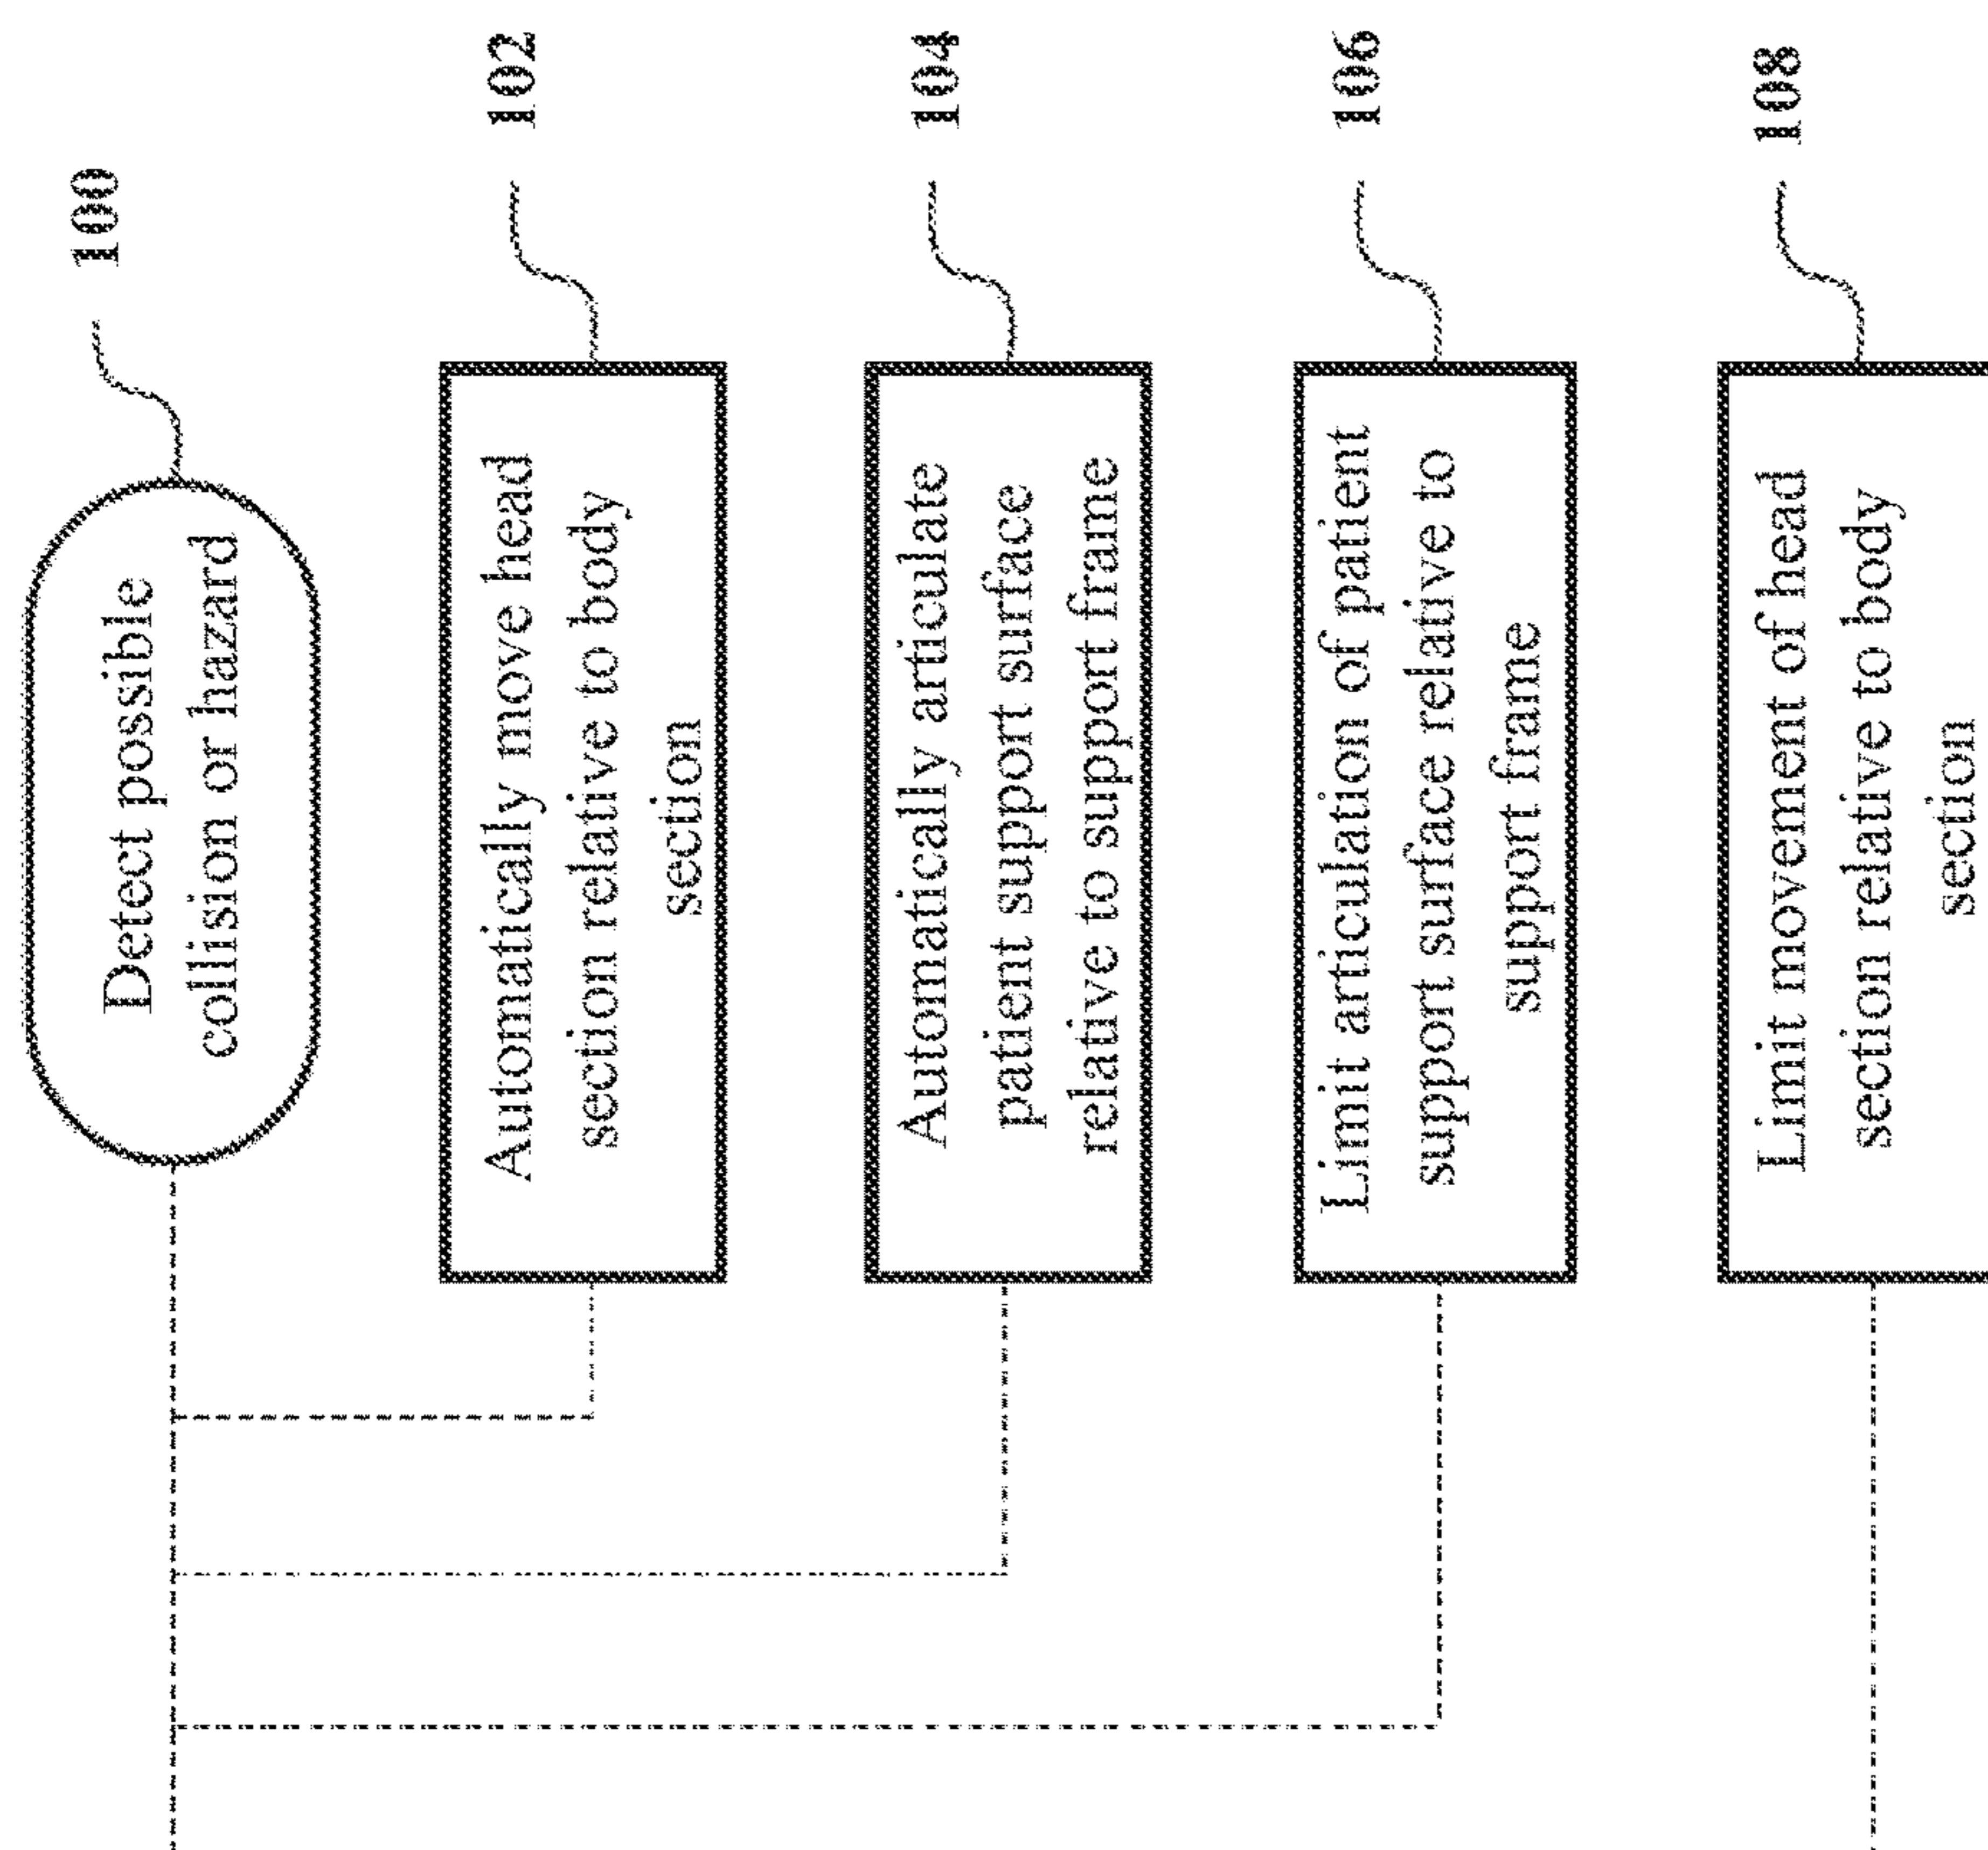 100
Detect possible
collision or hazard
102
Automatically move head
section relative to body
section
104
Automatically articulate
patient support surface
relative to support frame
106
Limit articulation of patient
support surface relative to
support frame
108
Limit movement of head
section relative to body
section